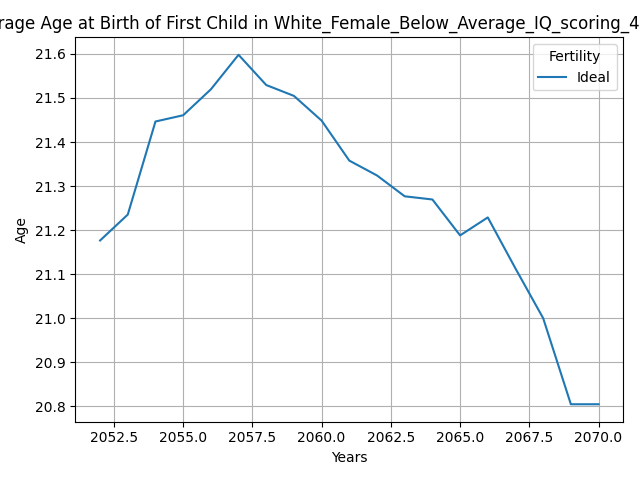 rage Age at Birth of First Child in White_Female_Below_Average_IQ_scoring_4
Fertility
Ideal
21.6
21.5
21.4
21.3
21.2
21.1
21.0
20.9
20.8
Age
2052.5 2055.0 2057.5 2060.0 2062.5 2065.0 2067.5 2070.0
Years